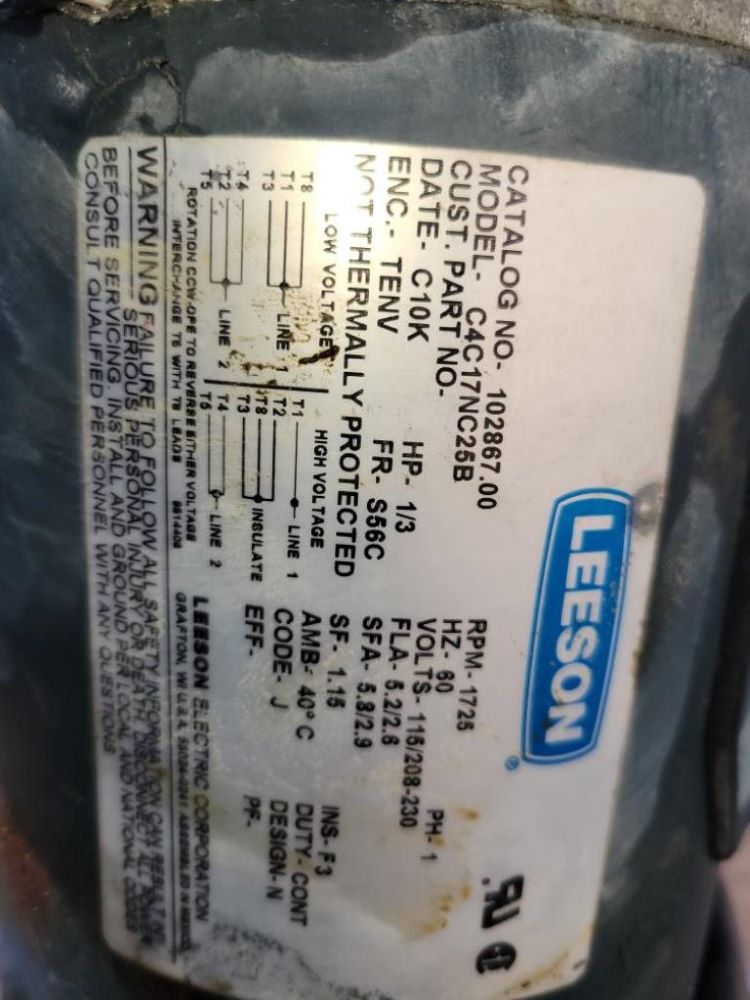 LEESON®
CATALOG NO- 102867.00
MODEL- C4C17NC25B
CUST. PART NO-
DATE- C10K HP- 1/3
ENC.- TENV FR- S56C
NOT THERMALLY PROTECTED
RPM- 1725 PH- 1
HZ- 60
VOLTS- 115/208-230
FLA- 5.2/2.6
SFA- 5.8/2.9
SF- 1.15 INS- F3
AMB- 40°C DUTY- CONT
CODE- J DESIGN- N
EFF- PF-
LOW VOLTAGE
T8
T1 LINE 1
T3
T4
T2 LINE 2
T5
HIGH VOLTAGE
T1 LINE 1
T2
T8 INSULATE
T3
T4 LINE 2
T5
ROTATION CCW-OPE TO REVERSE EITHER VOLTAGE
INTERCHANGE T5 WITH T8 LEADS
LEESON ELECTRIC CORPORATION
GRAFTON, WI U.S.A. ASSEMBLED IN MEXICO
WARNING FAILURE TO FOLLOW ALL SAFETY INFORMATION CAN RESULT IN
SERIOUS PERSONAL INJURY OR DEATH. DISCONNECT ALL POWER
BEFORE SERVICING. INSTALL AND GROUND PER LOCAL AND NATIONAL CODES
CONSULT QUALIFIED PERSONNEL WITH ANY QUESTIONS